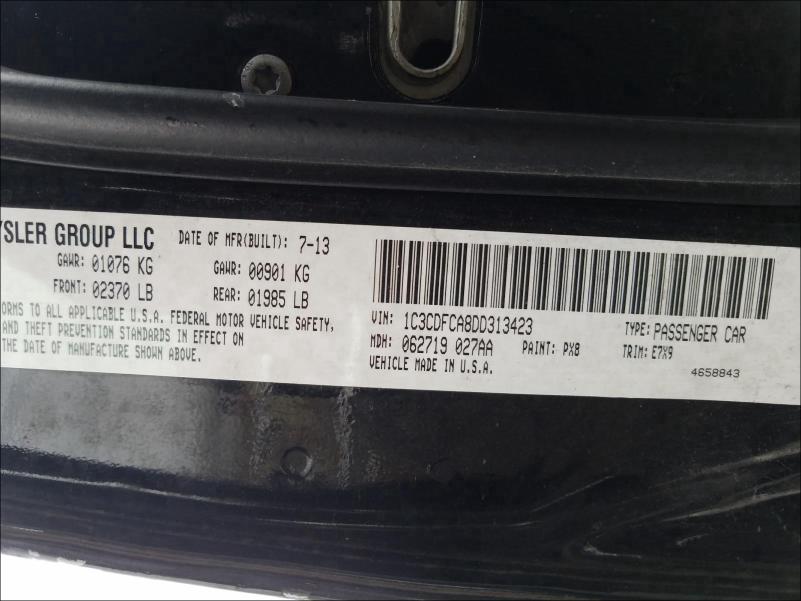 YSLER GROUP LLC DATE OF MFR(BUILT): 7-13
GAWR: 01076 KG GAWR: 00901 KG
FRONT: 02370 LB REAR: 01985 LB
ORMS TO ALL APPLICABLE U.S.A. FEDERAL MOTOR VEHICLE SAFETY,
AND THEFT PREVENTION STANDARDS IN EFFECT ON
THE DATE OF MANUFACTURE SHOWN ABOVE.
VIN: 1C3CDFCA8DD313423 TYPE: PASSENGER CAR
MDH: 062719 027AA PAINT: PX8 TRIM: E7X9
VEHICLE MADE IN U.S.A. 4658843